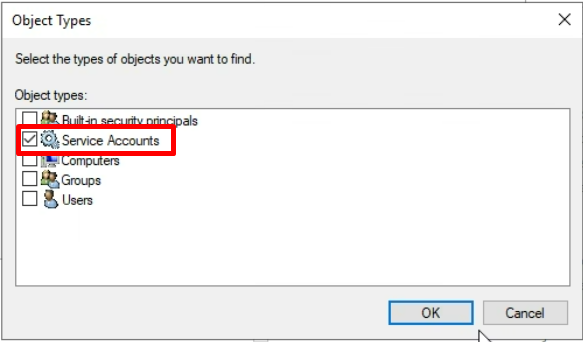 Object Types
Select the types of objects you want to find.
Object types:
Built-in security principals
Service Accounts
Computers
Groups
Users
OK
Cancel